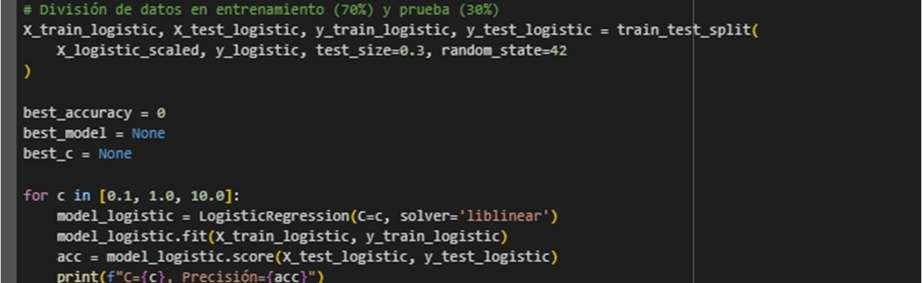 # División de datos en entrenamiento (70%) y prueba (30%)
X_train_logistic, X_test_logistic, y_train_logistic, y_test_logistic = train_test_split(
    X_logistic_scaled, y_logistic, test_size=0.3, random_state=42
)
best_accuracy = 0
best_model = None
best_c = None
for c in [0.1, 1.0, 10.0]:
    model_logistic = LogisticRegression(C=c, solver='liblinear')
    model_logistic.fit(X_train_logistic, y_train_logistic)
    acc = model_logistic.score(X_test_logistic, y_test_logistic)
    print(f"C={c}, Precisión={acc}")